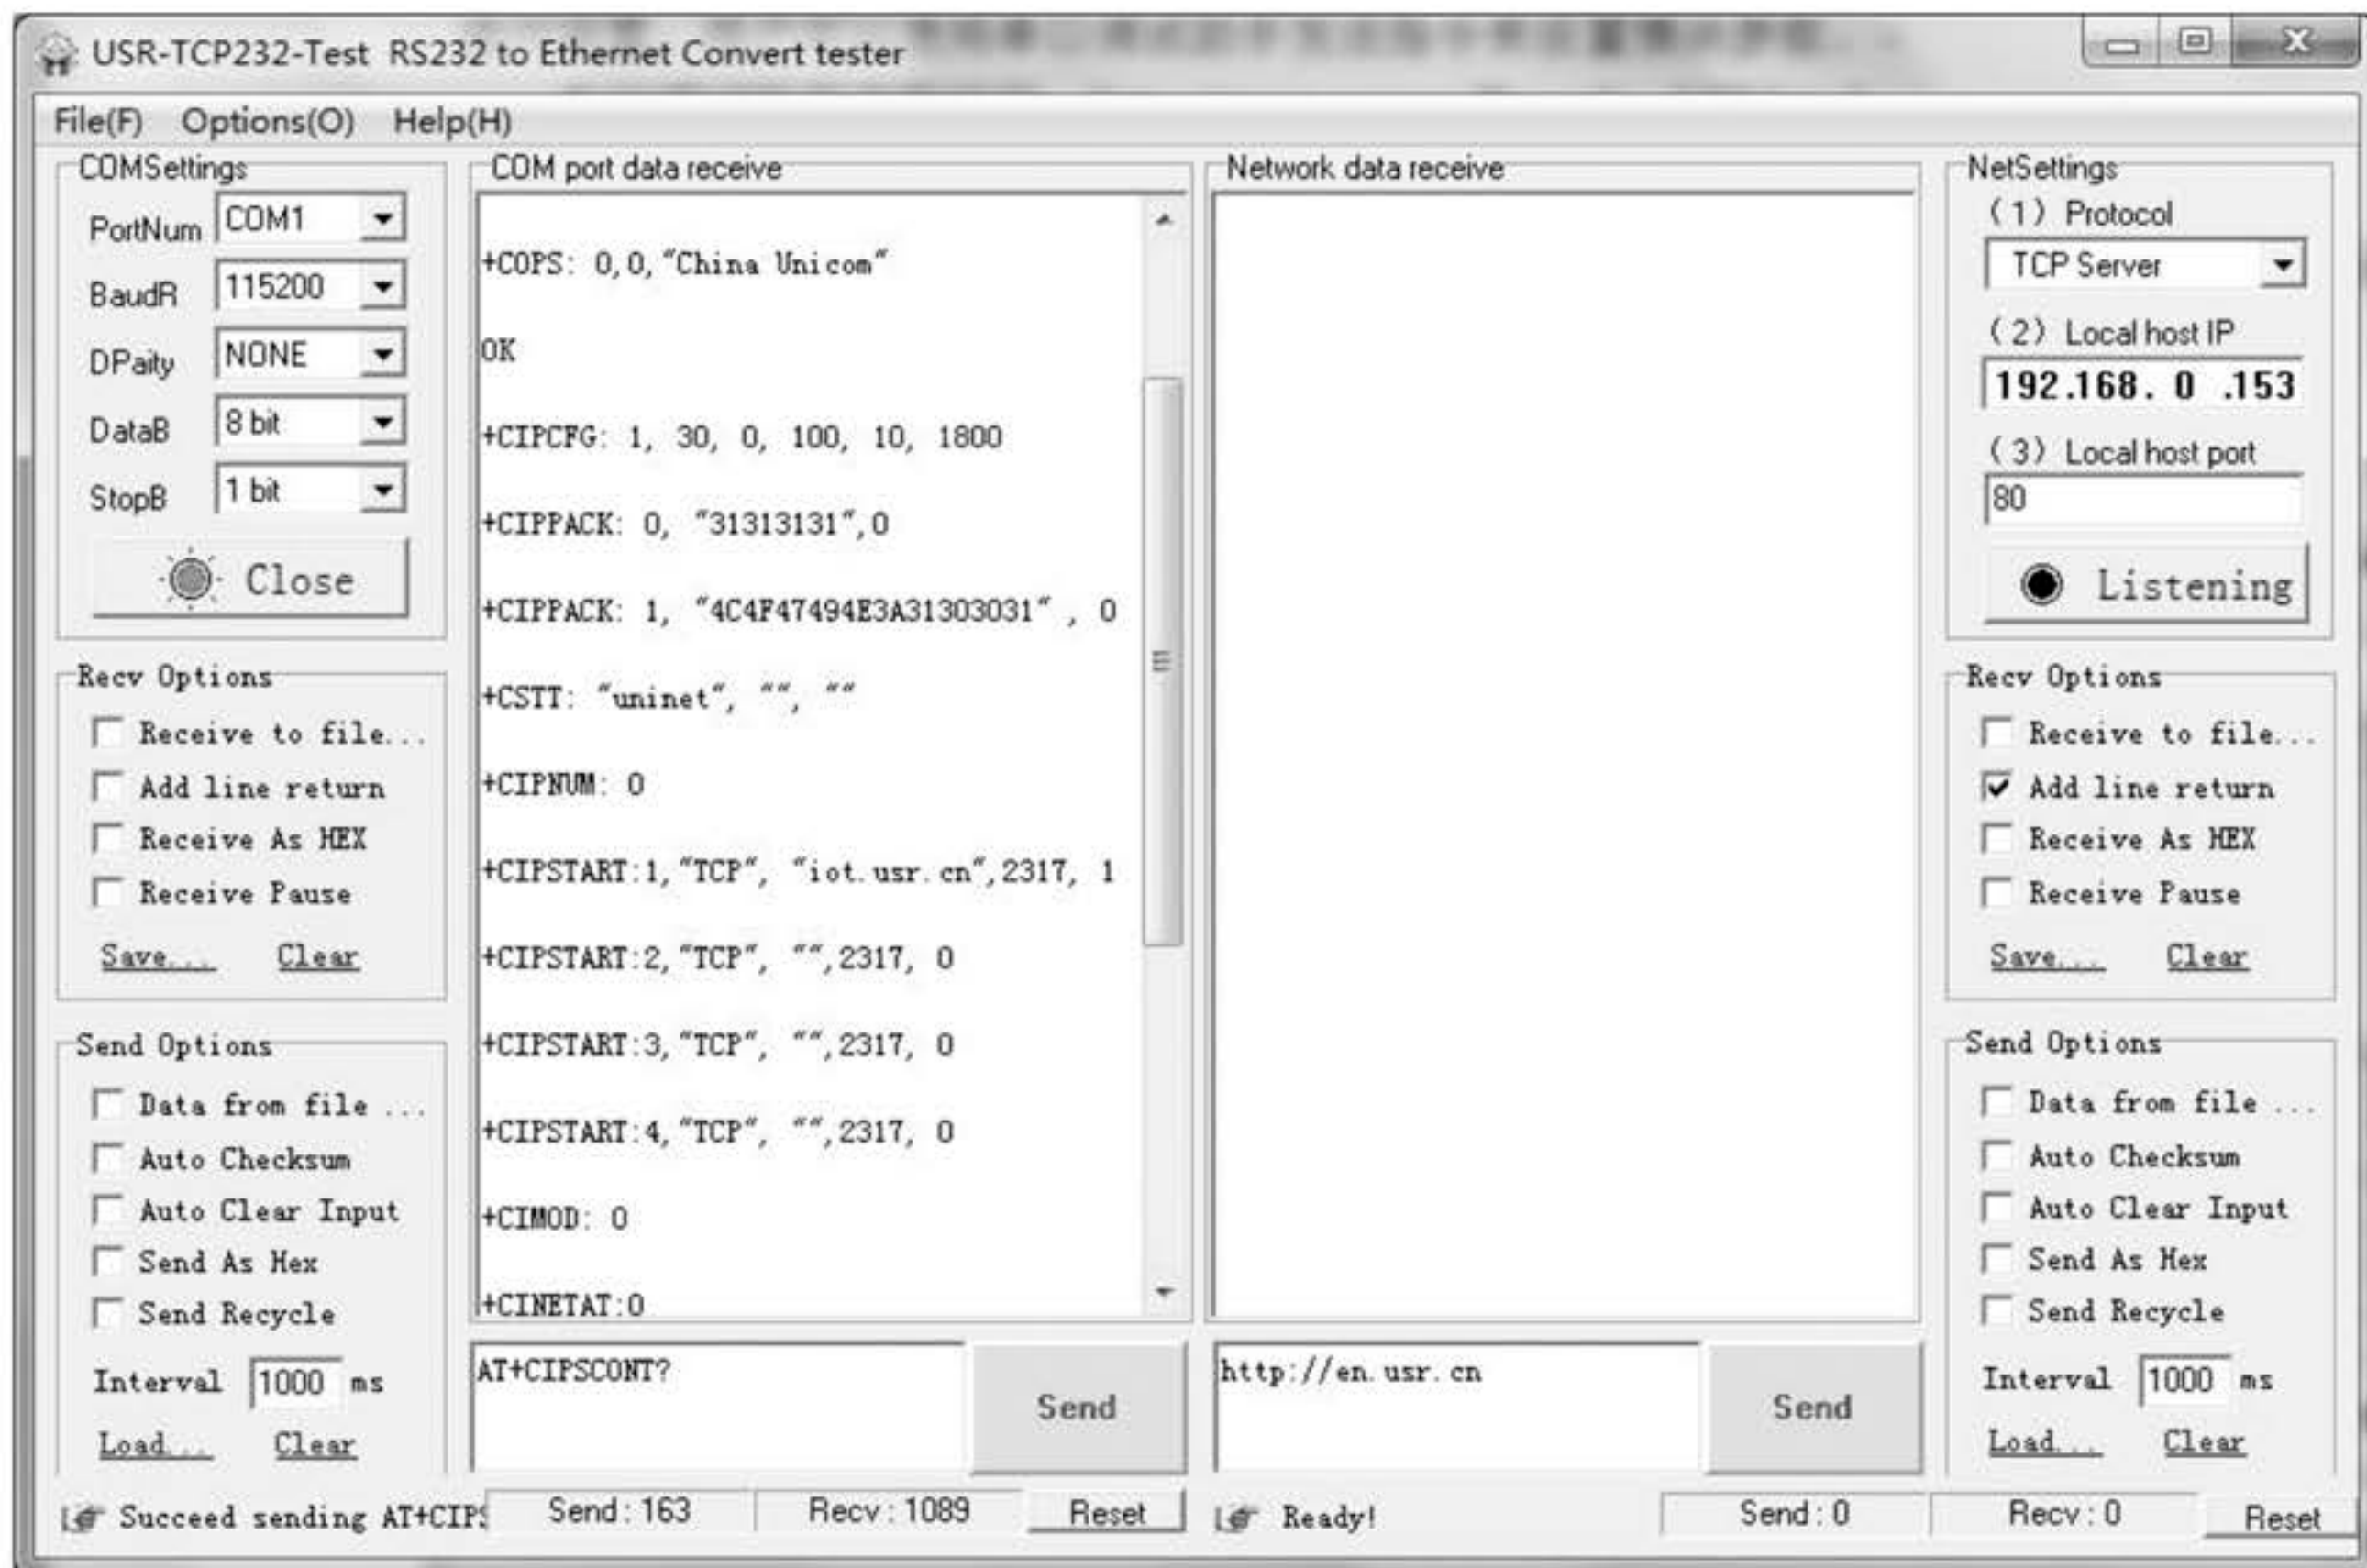 USR-TCP232-Test RS232 to Ethernet Convert tester
File(F) Options(O) Help(H)
COMSettings
PortNum COM1
BaudR 115200
DPaity NONE
DataB 8 bit
StopB 1 bit
Close
Recv Options
Receive to file...
Add line return
Receive As HEX
Receive Pause
Save... Clear
Send Options
Data from file ...
Auto Checksum
Auto Clear Input
Send As Hex
Send Recycle
Interval 1000 ms
Load... Clear
COM port data receive
+COPS: 0,0,"China Unicom"
OK
+CIPCFG: 1, 30, 0, 100, 10, 1800
+CIPPACK: 0, "31313131",0
+CIPPACK: 1, "4C4F47494E3A31303031" , 0
+CSTT: "uninet", "", ""
+CIPNUM: 0
+CIPSTART:1,"TCP", "iot.usr.cn",2317, 1
+CIPSTART:2,"TCP", "",2317, 0
+CIPSTART:3,"TCP", "",2317, 0
+CIPSTART:4,"TCP", "",2317, 0
+CIMOD: 0
+CINETAT:0
AT+CIPSCONT?
Send
Network data receive
http://en.usr.cn
Send
NetSettings
(1) Protocol
TCP Server
(2) Local host IP
192.168. 0 .153
(3) Local host port
80
Listening
Recv Options
Receive to file...
Add line return
Receive As HEX
Receive Pause
Save... Clear
Send Options
Data from file ...
Auto Checksum
Auto Clear Input
Send As Hex
Send Recycle
Interval 1000 ms
Load... Clear
Succeed sending AT+CIPS Send : 163 Recv : 1089 Reset
Ready! Send : 0 Recv : 0 Reset